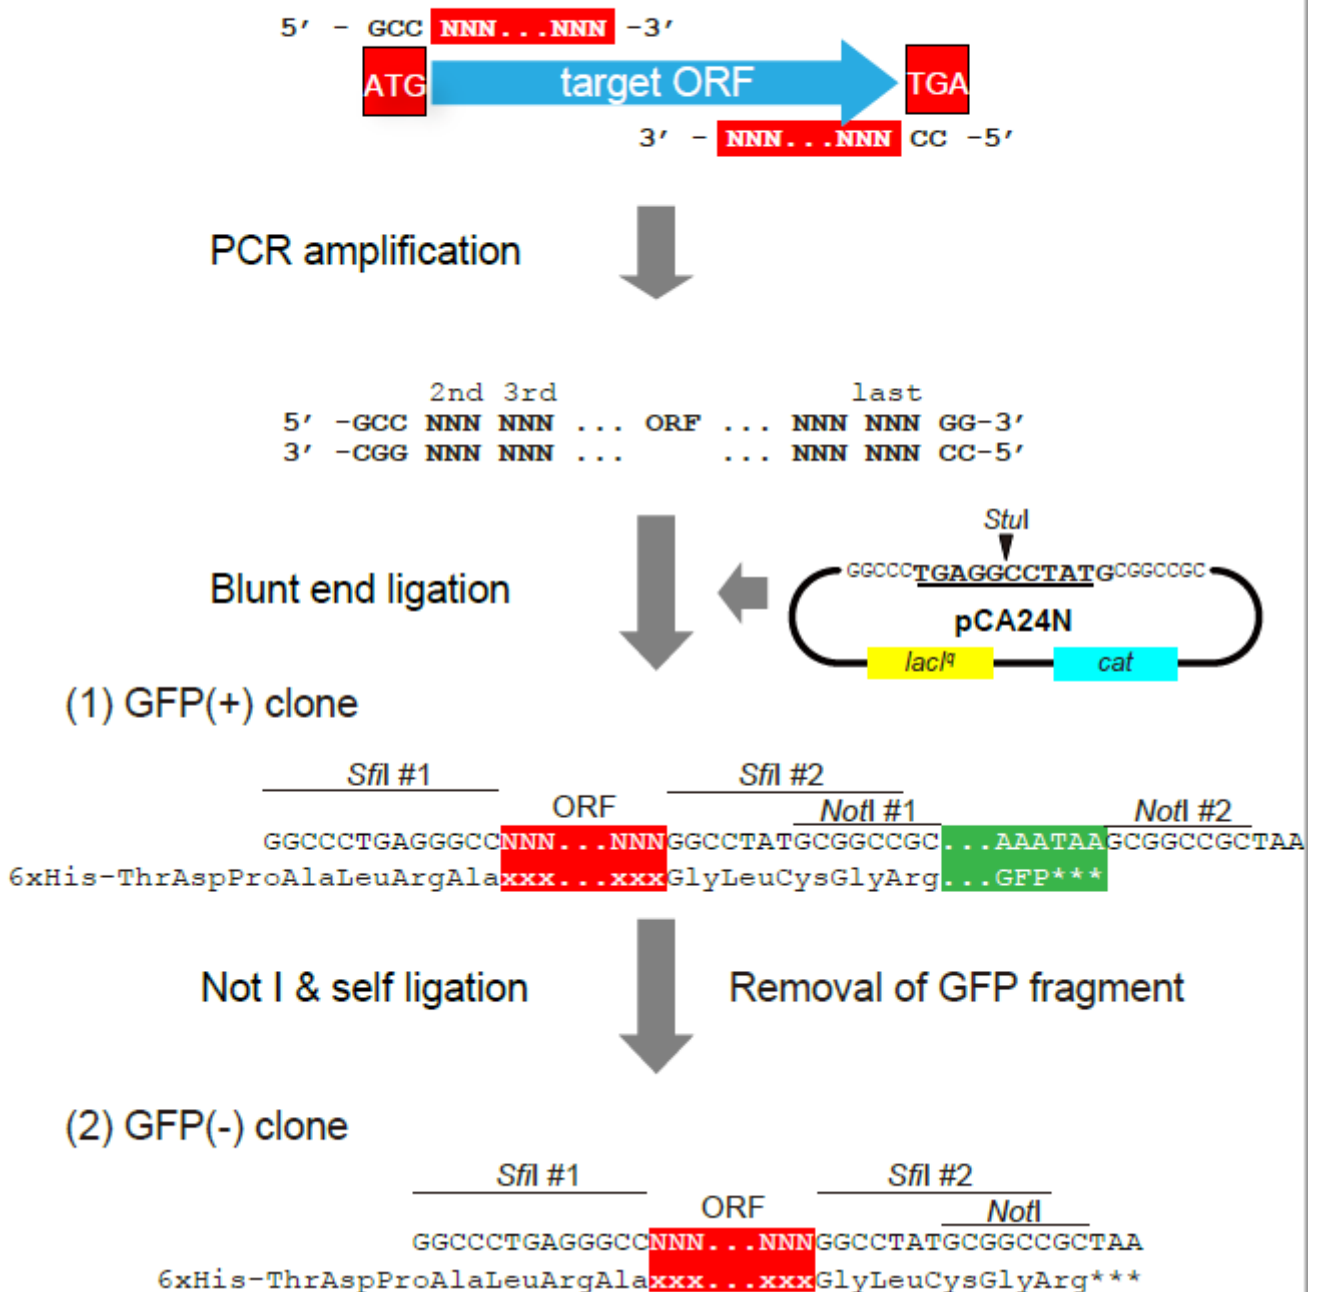 5′ - GCC NNN...NNN -3′
ATG target ORF TGA
3′ - NNN...NNN CC -5′
PCR amplification
2nd 3rd last
5′ -GCC NNN NNN ... ORF ... NNN NNN GG-3′
3′ -CGG NNN NNN ... ... NNN NNN CC-5′
StuI
GGCCCTGAGGCCTATGCGGCCGC
Blunt end ligation
pCA24N
lacIq cat
(1) GFP(+) clone
SfiI #1 SfiI #2
ORF NotI #1 NotI #2
GGCCCTGAGGGCCNNN...NNNGGCCTATGCGGCCGC...AAATAAGCGGCCGCTAA
6xHis-ThrAspProAlaLeuArgAlaxxx...xxxGlyLeuCysGlyArg...GFP***
Not I & self ligation Removal of GFP fragment
(2) GFP(-) clone
SfiI #1 SfiI #2
ORF NotI
GGCCCTGAGGGCCNNN...NNNGGCCTATGCGGCCGCTAA
6xHis-ThrAspProAlaLeuArgAlaxxx...xxxGlyLeuCysGlyArg***